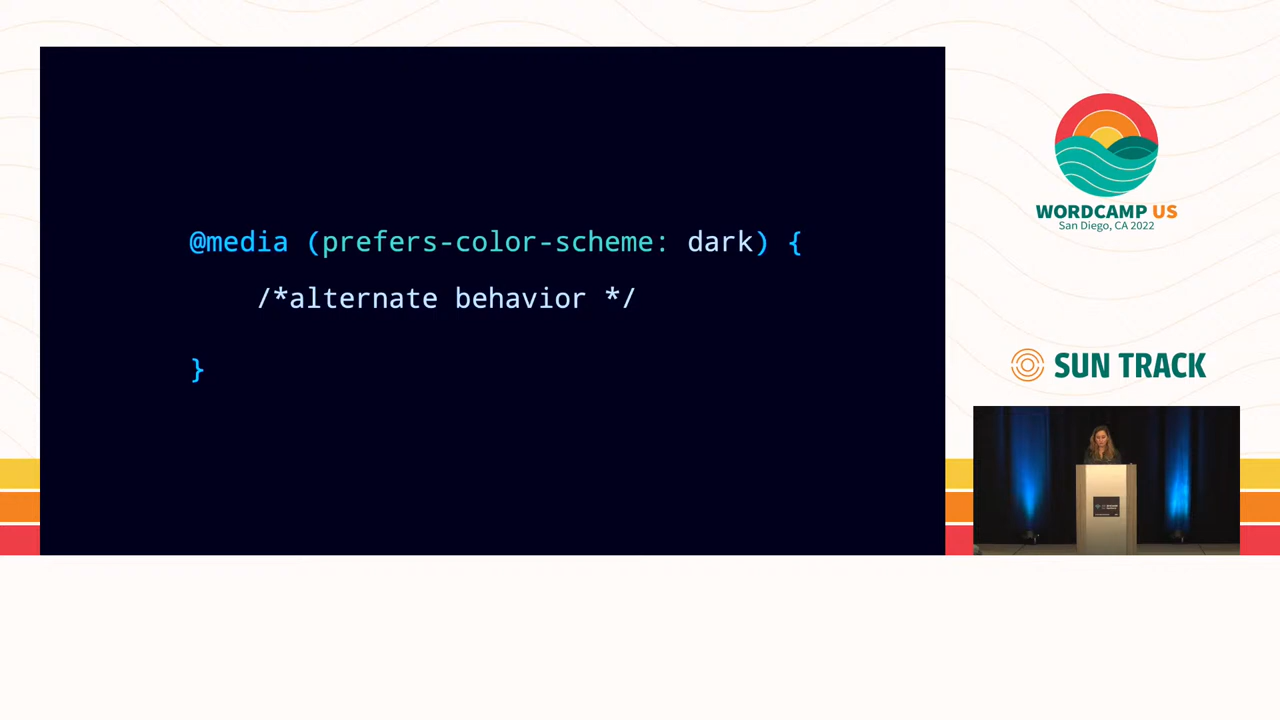 @media (prefers-color-scheme: dark) {
/*alternate behavior */
}
WORDCAMP US
San Diego, CA 2022
SUN TRACK